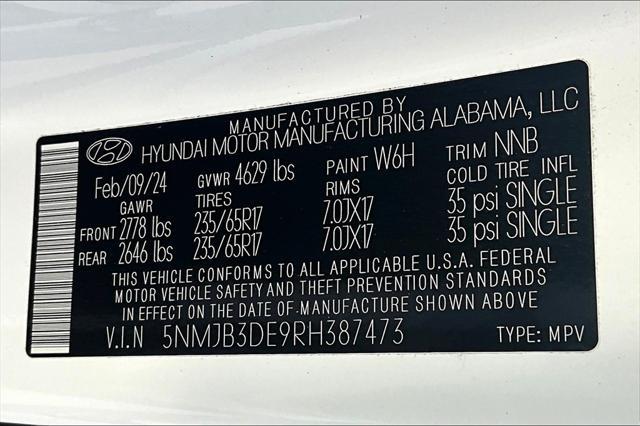 MANUFACTURED BY
HYUNDAI MOTOR MANUFACTURING ALABAMA, LLC
Feb/09/24 GVWR 4629 lbs PAINT W6H TRIM NNB
GAWR TIRES RIMS COLD TIRE INFL
FRONT 2778 lbs 235/65R17 7.0JX17 35 psi SINGLE
REAR 2646 lbs 235/65R17 7.0JX17 35 psi SINGLE
THIS VEHICLE CONFORMS TO ALL APPLICABLE U.S.A. FEDERAL
MOTOR VEHICLE SAFETY AND THEFT PREVENTION STANDARDS
IN EFFECT ON THE DATE OF MANUFACTURE SHOWN ABOVE
V.I.N 5NMJB3DE9RH387473 TYPE: MPV